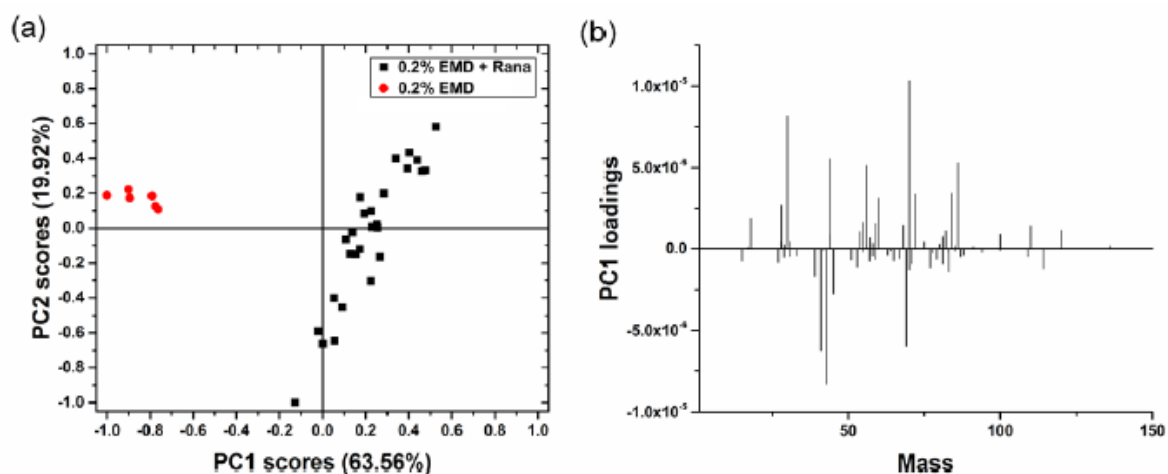 (a)
0.2% EMD + Rana
0.2% EMD
PC2 scores (19.92%)
1.0
0.8
0.6
0.4
0.2
0.0
-0.2
-0.4
-0.6
-0.8
-1.0
-1.0 -0.8 -0.6 -0.4 -0.2 0.0 0.2 0.4 0.6 0.8 1.0
PC1 scores (63.56%)
(b)
PC1 loadings
1.0x10⁻⁵
5.0x10⁻⁶
0.0
-5.0x10⁻⁶
-1.0x10⁻⁵
50 100 150
Mass